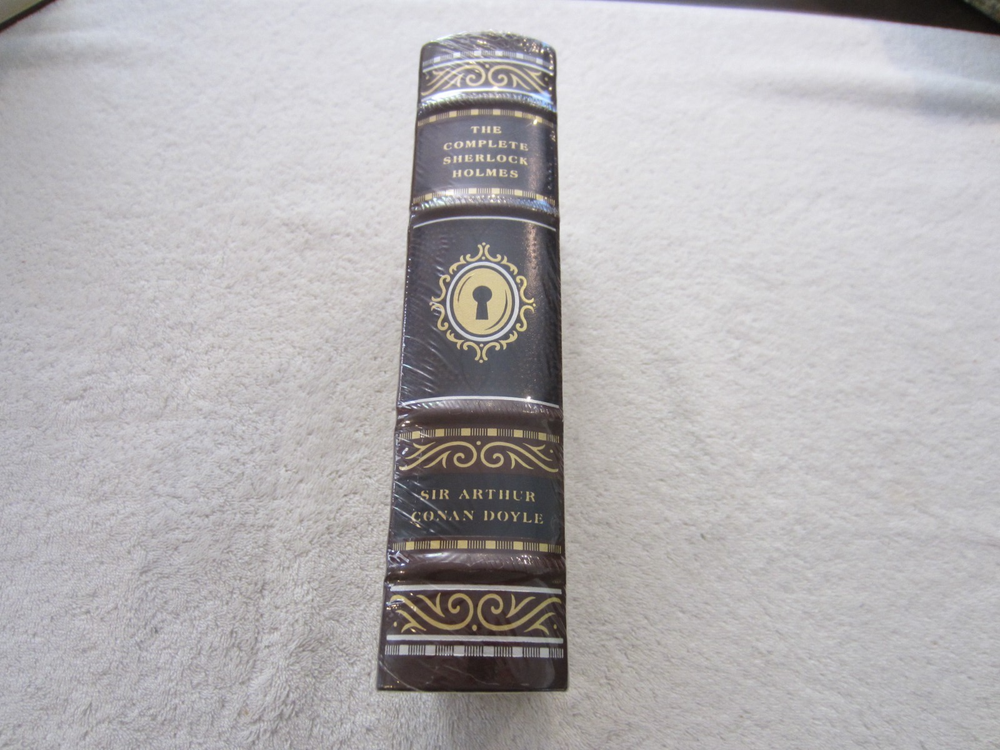 THE
COMPLETE
SHERLOCK
HOLMES
SIR ARTHUR
CONAN DOYLE